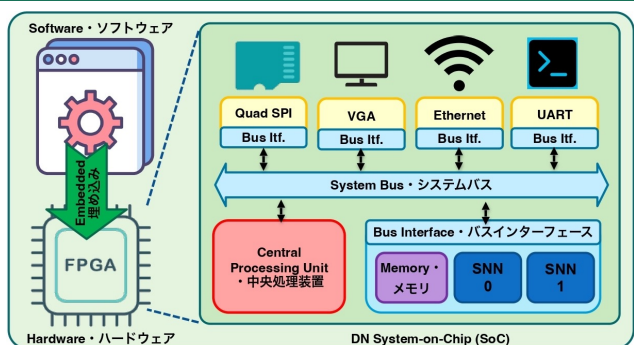 Software・ソフトウェア
Embedded
埋め込み
FPGA
Hardware・ハードウェア
Quad SPI
Bus Itf.
VGA
Bus Itf.
Ethernet
Bus Itf.
UART
Bus Itf.
System Bus・システムバス
Central
Processing Unit
・中央処理装置
Bus Interface・バスインターフェース
Memory・
メモリ
SNN
0
SNN
1
DN System-on-Chip (SoC)